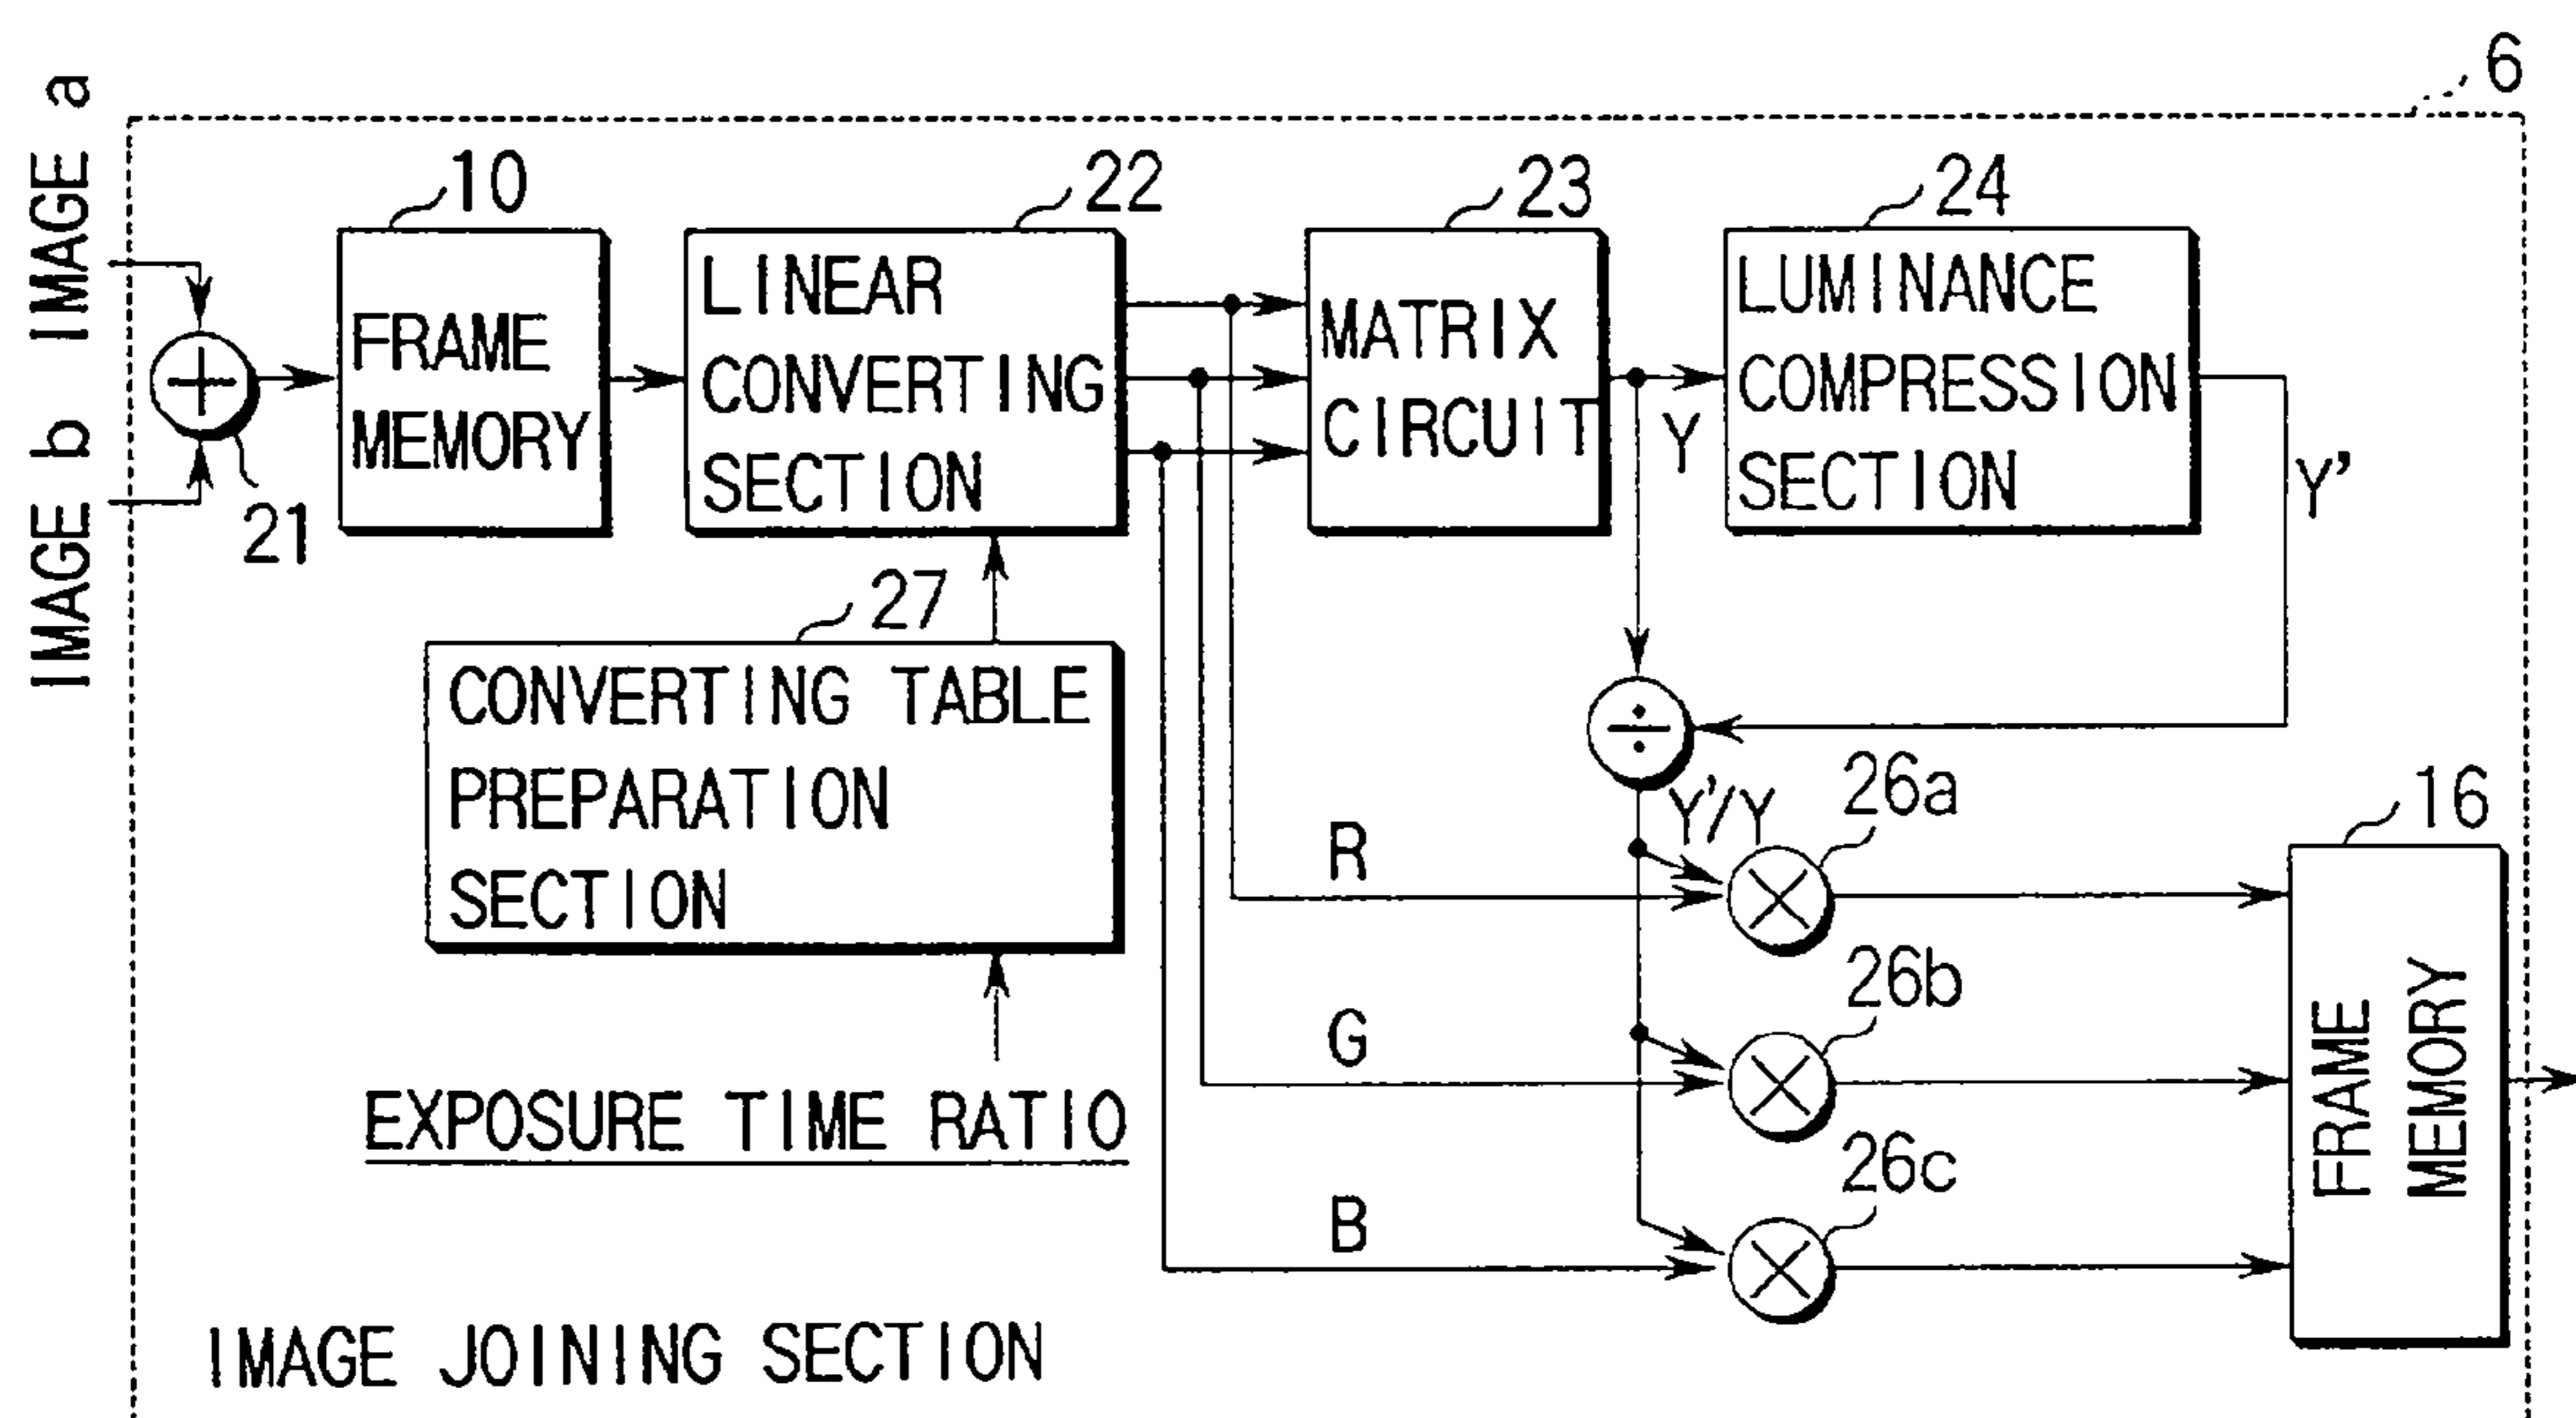 6
IMAGE a
IMAGE b
21
10
FRAME
MEMORY
22
LINEAR
CONVERTING
SECTION
23
MATRIX
CIRCUIT
Y
24
LUMINANCE
COMPRESSION
SECTION
Y'
27
CONVERTING TABLE
PREPARATION
SECTION
EXPOSURE TIME RATIO
Y'/Y
R
26a
G
26b
B
26c
16
FRAME
MEMORY
IMAGE JOINING SECTION